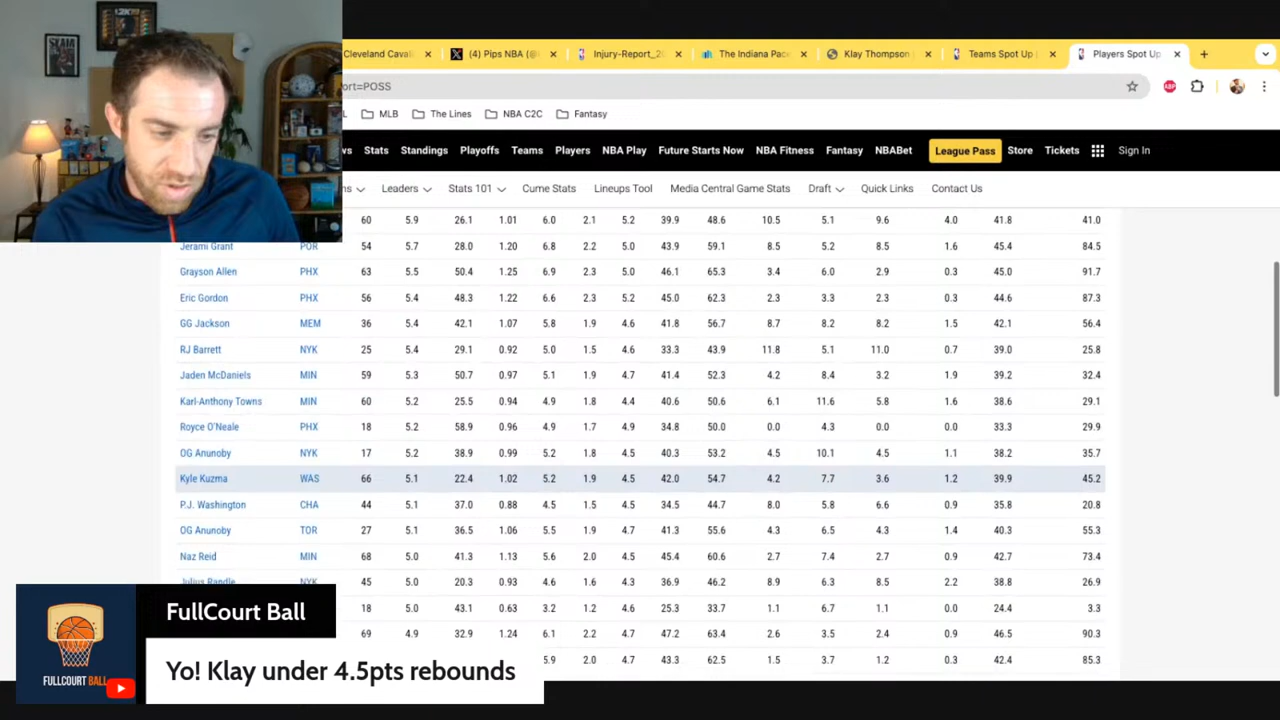 SKAIA
Cleveland Caval
(4) Pips NBA (@
Injury-Report_20
The Indiana Pace
Klay Thompson
Teams Spot Up |
Players Spot Up
ort=POSS
MLB
The Lines
NBA C2C
Fantasy
ws Stats Standings Playoffs Teams Players NBA Play Future Starts Now NBA Fitness Fantasy NBABet League Pass Store Tickets Sign In
ns Leaders Stats 101 Cume Stats Lineups Tool Media Central Game Stats Draft Quick Links Contact Us
60 5.9 26.1 1.01 6.0 2.1 5.2 39.9 48.6 10.5 5.1 9.6 4.0 41.8 41.0
Jerami Grant POR 54 5.7 28.0 1.20 6.8 2.2 5.0 43.9 59.1 8.5 5.2 8.5 1.6 45.4 84.5
Grayson Allen PHX 63 5.5 50.4 1.25 6.9 2.3 5.0 46.1 65.3 3.4 6.0 2.9 0.3 45.0 91.7
Eric Gordon PHX 56 5.4 48.3 1.22 6.6 2.3 5.2 45.0 62.3 2.3 3.3 2.3 0.3 44.6 87.3
GG Jackson MEM 36 5.4 42.1 1.07 5.8 1.9 4.6 41.8 56.7 8.7 8.2 8.2 1.5 42.1 56.4
RJ Barrett NYK 25 5.4 29.1 0.92 5.0 1.5 4.6 33.3 43.9 11.8 5.1 11.0 0.7 39.0 25.8
Jaden McDaniels MIN 59 5.3 50.7 0.97 5.1 1.9 4.7 41.4 52.3 4.2 8.4 3.2 1.9 39.2 32.4
Karl-Anthony Towns MIN 60 5.2 25.5 0.94 4.9 1.8 4.4 40.6 50.6 6.1 11.6 5.8 1.6 38.6 29.1
Royce O'Neale PHX 18 5.2 58.9 0.96 4.9 1.7 4.9 34.8 50.0 0.0 4.3 0.0 0.0 33.3 29.9
OG Anunoby NYK 17 5.2 38.9 0.99 5.2 1.8 4.5 40.3 53.2 4.5 10.1 4.5 1.1 38.2 35.7
Kyle Kuzma WAS 66 5.1 22.4 1.02 5.2 1.9 4.5 42.0 54.7 4.2 7.7 3.6 1.2 39.9 45.2
P.J. Washington CHA 44 5.1 37.0 0.88 4.5 1.5 4.5 34.5 44.7 8.0 5.8 6.6 0.9 35.8 20.8
OG Anunoby TOR 27 5.1 36.5 1.06 5.5 1.9 4.7 41.3 55.6 4.3 6.5 4.3 1.4 40.3 55.3
Naz Reid MIN 68 5.0 41.3 1.13 5.6 2.0 4.5 45.4 60.6 2.7 7.4 2.7 0.9 42.7 73.4
Julius Randle NYK 45 5.0 20.3 0.93 4.6 1.6 4.3 36.9 46.2 8.9 6.3 8.5 2.2 38.8 26.9
18 5.0 43.1 0.63 3.2 1.2 4.6 25.3 33.7 1.1 6.7 1.1 0.0 24.4 3.3
69 4.9 32.9 1.24 6.1 2.2 4.7 47.2 63.4 2.6 3.5 2.4 0.9 46.5 90.3
5.9 2.0 4.7 43.3 62.5 1.5 3.7 1.2 0.3 42.4 85.3
FullCourt Ball
Yo! Klay under 4.5pts rebounds
FULLCOURT BALL